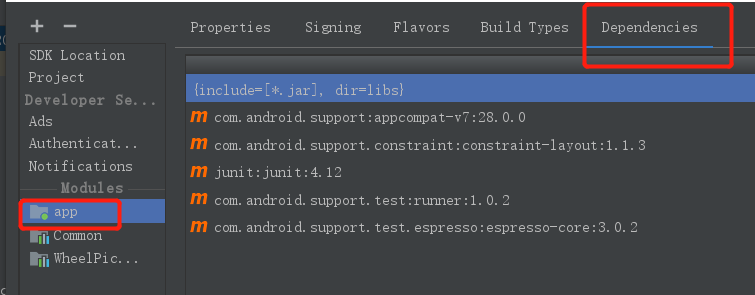 Properties Signing Flavors Build Types Dependencies
SDK Location
Project
Developer Se...
Ads
Authenticat...
Notifications
Modules
app
Common
WheelPic...
{include=[*.jar], dir=libs}
m com.android.support:appcompat-v7:28.0.0
m com.android.support.constraint:constraint-layout:1.1.3
m junit:junit:4.12
m com.android.support.test:runner:1.0.2
m com.android.support.test.espresso:espresso-core:3.0.2